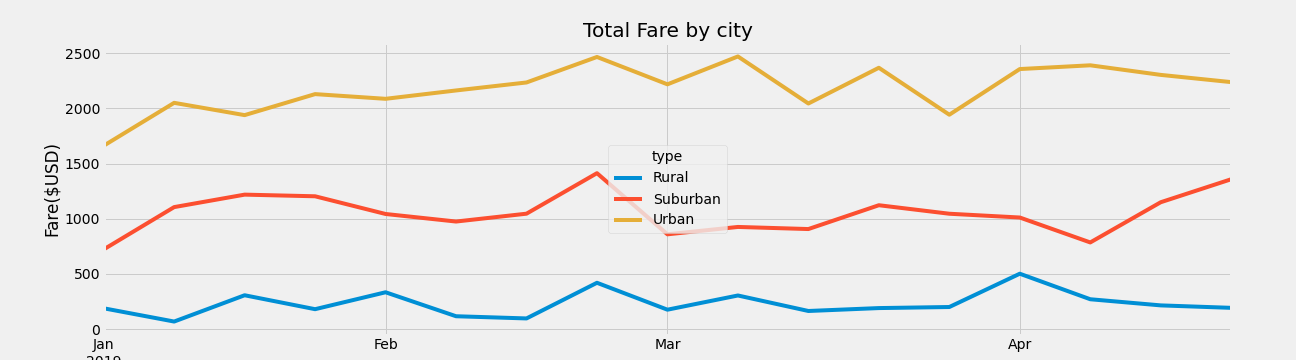 Total Fare by city
Fare($USD)
2500
2000
1500
1000
500
0
type
Rural
Suburban
Urban
Jan Feb Mar Apr
2019